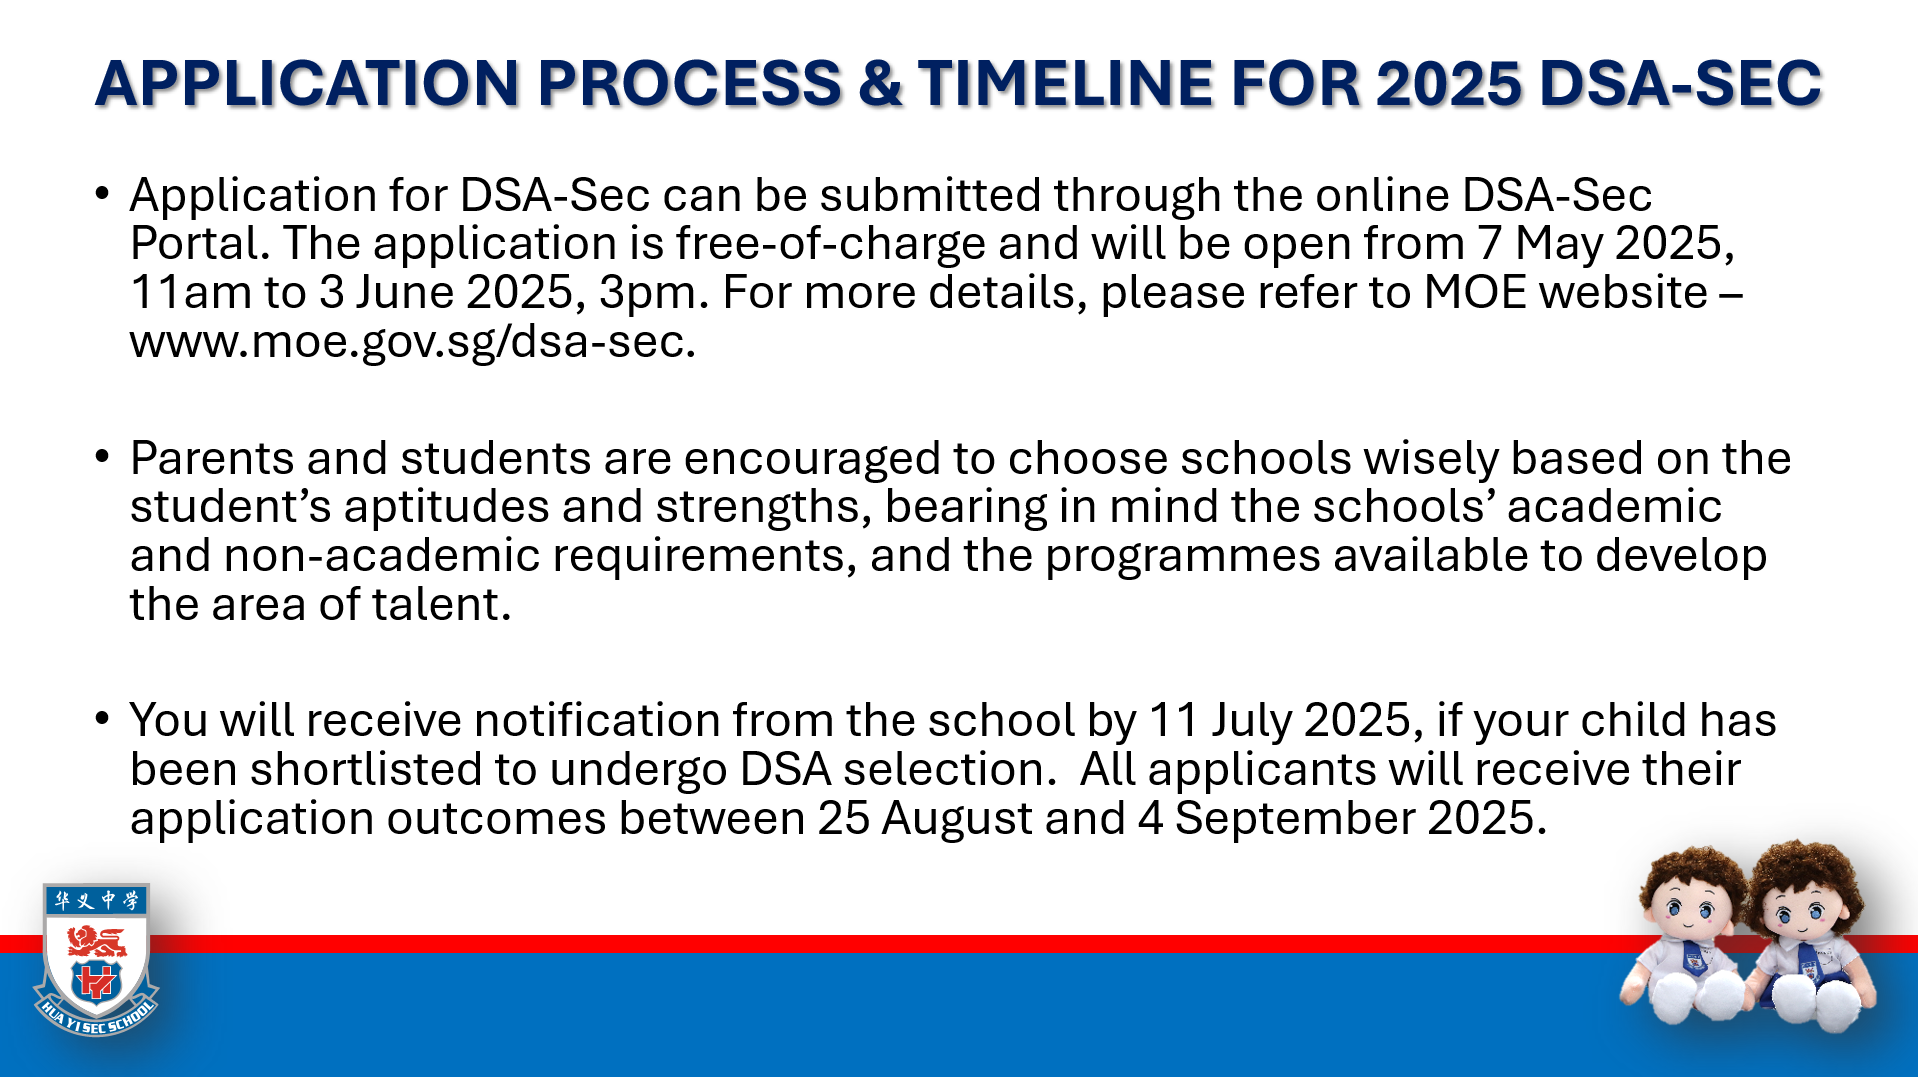 APPLICATION PROCESS & TIMELINE FOR 2025 DSA-SEC
• Application for DSA-Sec can be submitted through the online DSA-Sec
Portal. The application is free-of-charge and will be open from 7 May 2025,
11am to 3 June 2025, 3pm. For more details, please refer to MOE website –
www.moe.gov.sg/dsa-sec.
• Parents and students are encouraged to choose schools wisely based on the
student’s aptitudes and strengths, bearing in mind the schools’ academic
and non-academic requirements, and the programmes available to develop
the area of talent.
• You will receive notification from the school by 11 July 2025, if your child has
been shortlisted to undergo DSA selection.  All applicants will receive their
application outcomes between 25 August and 4 September 2025.
华义中学
HUA YI SEC SCHOOL